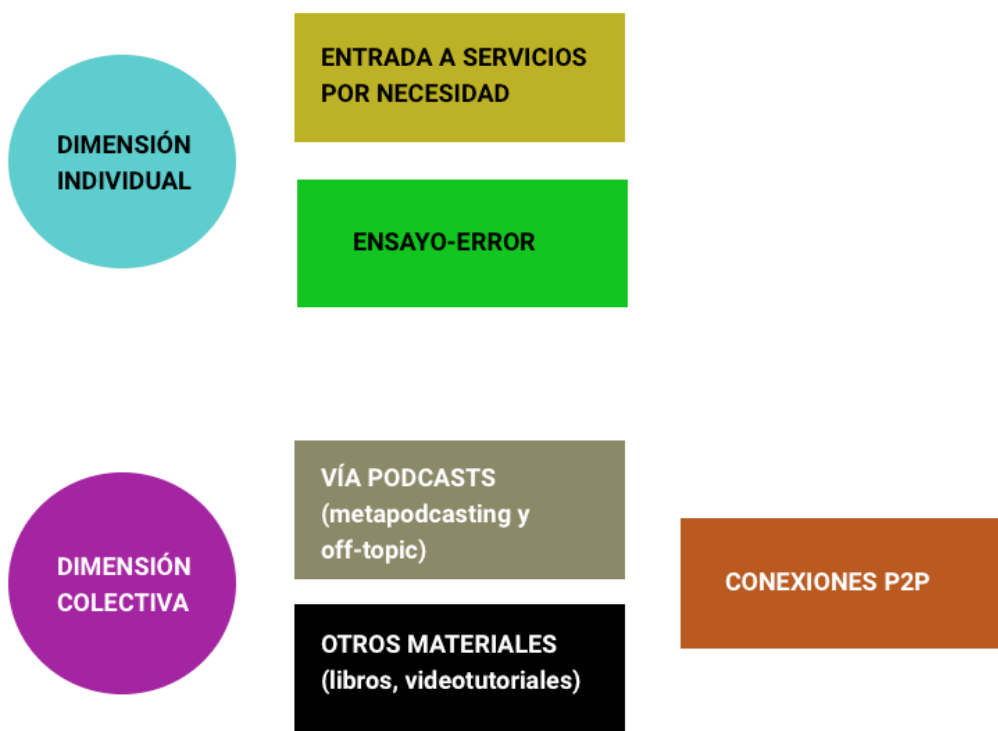 DIMENSIÓN
INDIVIDUAL
ENTRADA A SERVICIOS
POR NECESIDAD
ENSAYO-ERROR
DIMENSIÓN
COLECTIVA
VÍA PODCASTS
(metapodcasting y
off-topic)
OTROS MATERIALES
(libros, videotutoriales)
CONEXIONES P2P